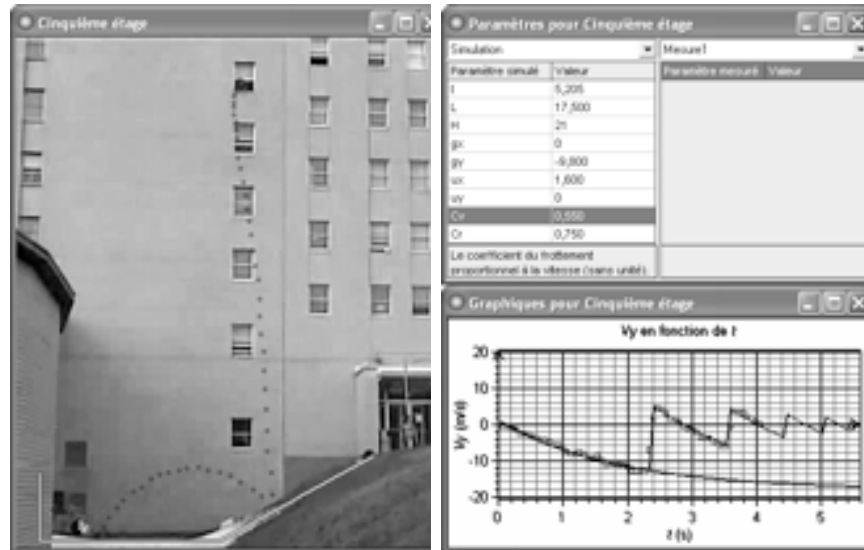 Cinquième étage
Paramètres pour Cinquième étage
Simulation
Mesure1
Paramètre simulé Valeur
Paramètre mesuré Valeur
5,205
L 17,500
H 21
gx 0
gy -9,800
ux 1,600
uy 0
Cv 0,550
Cr 0,750
Le coefficient du frottement
proportionnel à la vitesse (sans unité).
Graphiques pour Cinquième étage
Vy en fonction de t
Vy (m/s)
20
10
0
-10
-20
0 1 2 3 4 5
t (s)